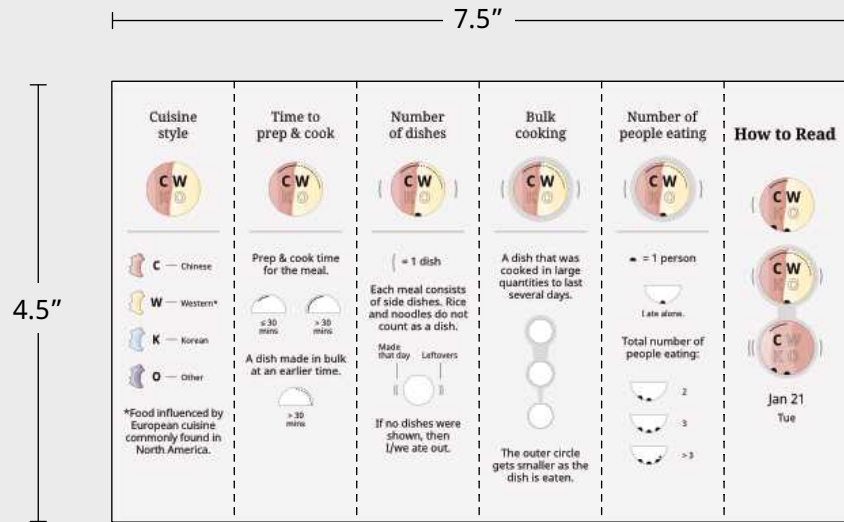 7.5”
4.5”
Cuisine
style
C W
K O
C — Chinese
W — Western*
K — Korean
O — Other
*Food influenced by
European cuisine
commonly found in
North America.
Time to
prep & cook
C W
K O
Prep & cook time
for the meal.
≤ 30
mins
> 30
mins
A dish made in bulk
at an earlier time.
> 30
mins
Number
of dishes
C W
K O
= 1 dish
Each meal consists
of side dishes. Rice
and noodles do not
count as a dish.
Made
that day
Leftovers
If no dishes were
shown, then
I/we ate out.
Bulk
cooking
C W
K O
A dish that was
cooked in large
quantities to last
several days.
The outer circle
gets smaller as the
dish is eaten.
Number of
people eating
C W
K O
= 1 person
I ate alone.
Total number of
people eating:
2
3
> 3
How to Read
C W
K O
C W
K O
C W
K O
Jan 21
Tue